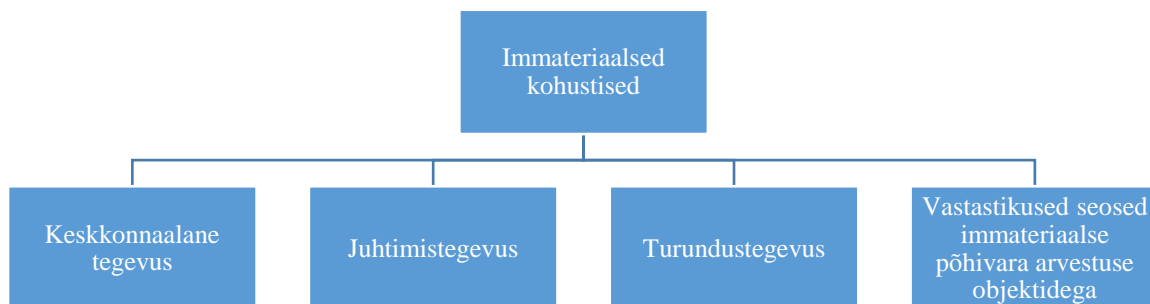 Immateriaalsed
kohustised
Keskkonnaalane
tegevus
Juhtimistegevus
Turundustegevus
Vastastikused seosed
immateriaalse
põhivara arvestuse
objektidega